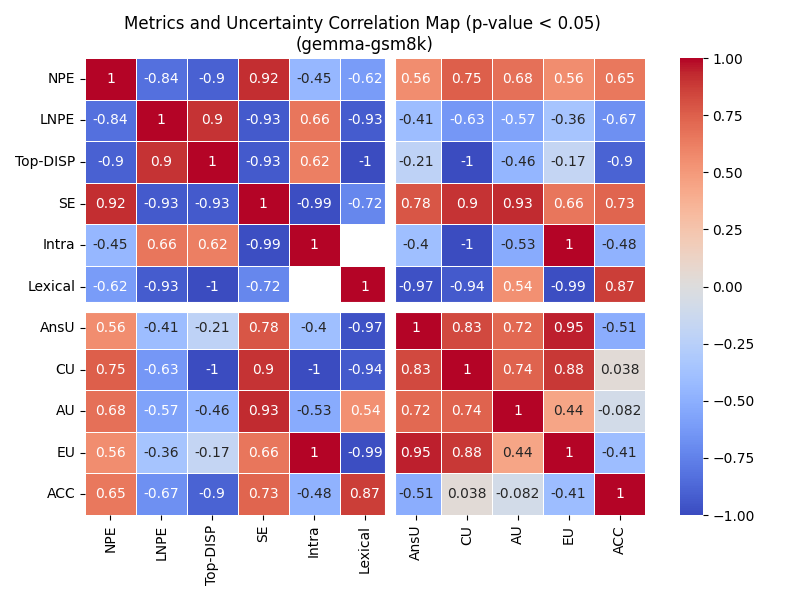 Metrics and Uncertainty Correlation Map (p-value < 0.05)
(gemma-gsm8k)
NPE 1 -0.84 -0.9 0.92 -0.45 -0.62 0.56 0.75 0.68 0.56 0.65
LNPE -0.84 1 0.9 -0.93 0.66 -0.93 -0.41 -0.63 -0.57 -0.36 -0.67
Top-DISP -0.9 0.9 1 -0.93 0.62 -1 -0.21 -1 -0.46 -0.17 -0.9
SE 0.92 -0.93 -0.93 1 -0.99 -0.72 0.78 0.9 0.93 0.66 0.73
Intra -0.45 0.66 0.62 -0.99 1 -0.4 -1 -0.53 1 -0.48
Lexical -0.62 -0.93 -1 -0.72 1 -0.97 -0.94 0.54 -0.99 0.87
AnsU 0.56 -0.41 -0.21 0.78 -0.4 -0.97 1 0.83 0.72 0.95 -0.51
CU 0.75 -0.63 -1 0.9 -1 -0.94 0.83 1 0.74 0.88 0.038
AU 0.68 -0.57 -0.46 0.93 -0.53 0.54 0.72 0.74 1 0.44 -0.082
EU 0.56 -0.36 -0.17 0.66 1 -0.99 0.95 0.88 0.44 1 -0.41
ACC 0.65 -0.67 -0.9 0.73 -0.48 0.87 -0.51 0.038 -0.082 -0.41 1
NPE LNPE Top-DISP SE Intra Lexical AnsU CU AU EU ACC
1.00
0.75
0.50
0.25
0.00
−0.25
−0.50
−0.75
−1.00